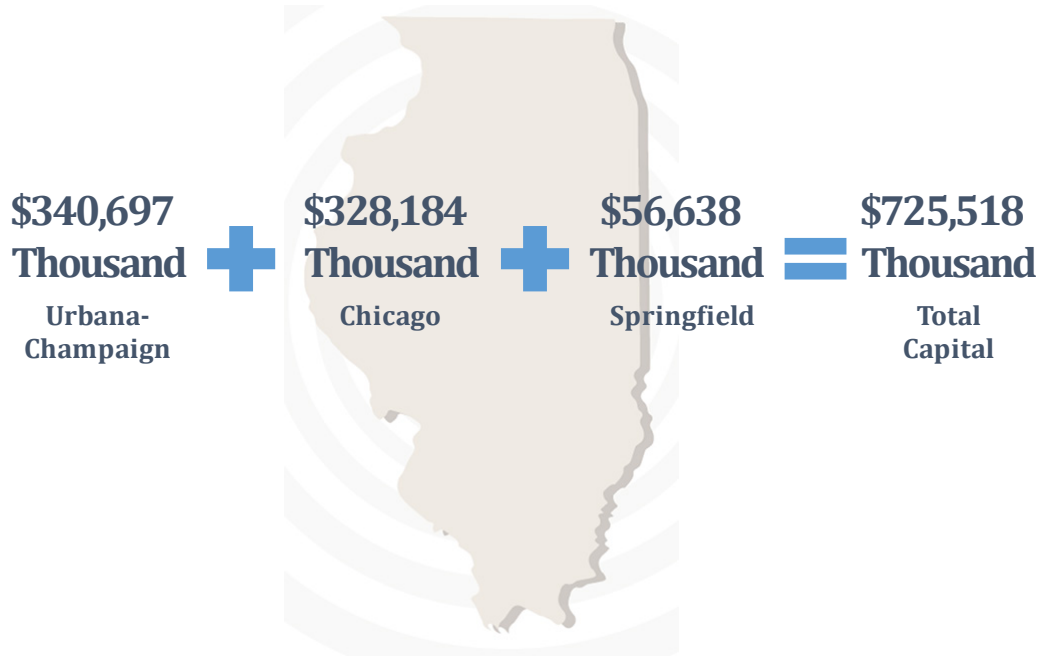 $340,697
Thousand
Urbana-
Champaign
$328,184
Thousand
Chicago
$56,638
Thousand
Springfield
$725,518
Thousand
Total
Capital